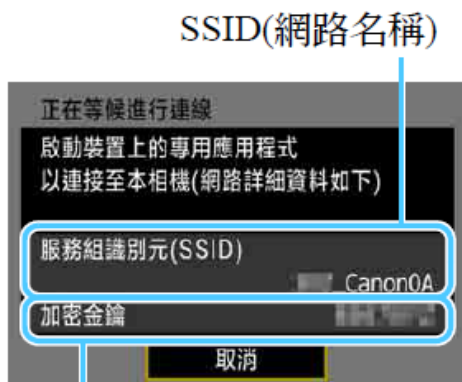 SSID(網路名稱)
正在等候進行連線
啟動裝置上的專用應用程式
以連接至本相機(網路詳細資料如下)
服務組識別元(SSID)
_Canon0A
加密金鑰
取消